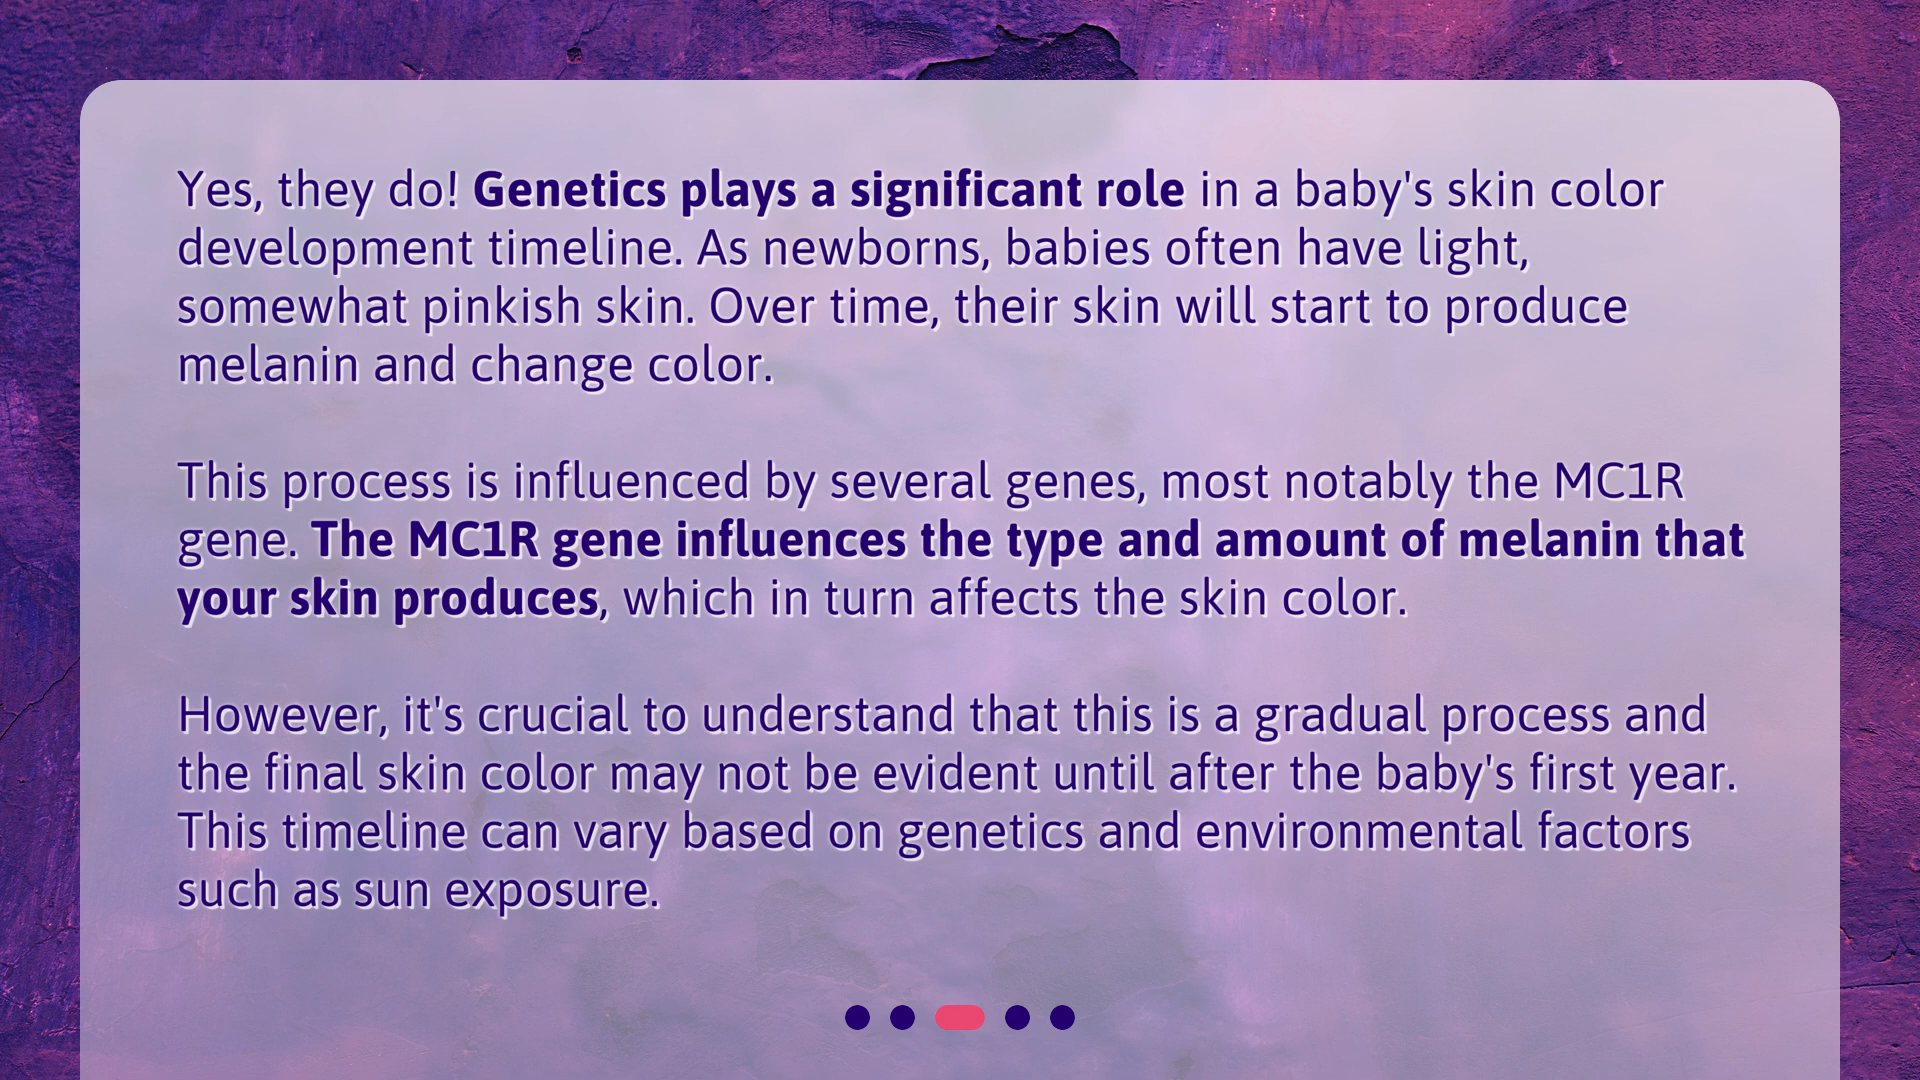 Yes, they do! Genetics plays a significant role in a baby's skin color
development timeline. As newborns, babies often have light,
somewhat pinkish skin. Over time, their skin will start to produce
melanin and change color.
This process is influenced by several genes, most notably the MC1R
gene. The MC1R gene influences the type and amount of melanin that
your skin produces, which in turn affects the skin color.
However, it's crucial to understand that this is a gradual process and
the final skin color may not be evident until after the baby's first year.
This timeline can vary based on genetics and environmental factors
such as sun exposure.